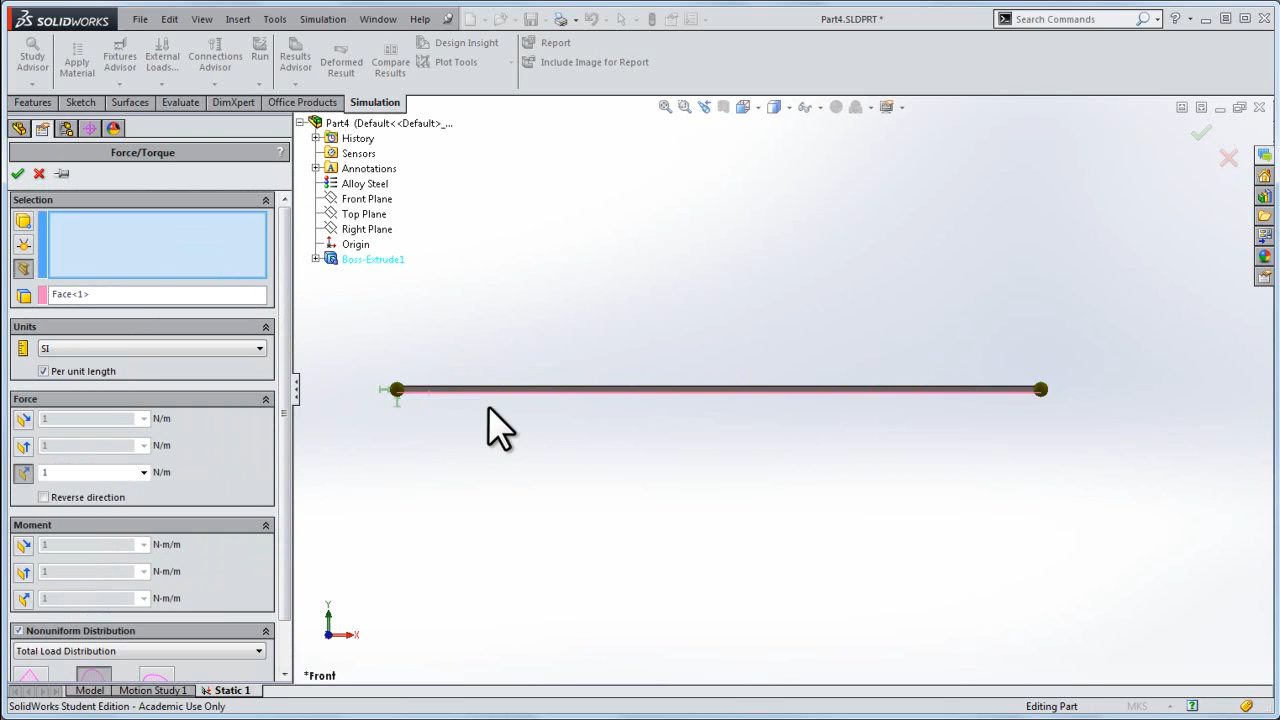 SOLIDWORKS File Edit View Insert Tools Simulation Window Help Part4.SLDPRT * Search Commands
Study Advisor
Apply Material
Fixtures Advisor
External Loads...
Connections Advisor
Run
Results Advisor
Deformed Result
Compare Results
Design Insight
Plot Tools
Report
Include Image for Report
Features Sketch Surfaces Evaluate DimXpert Office Products Simulation
Part4 (Default<<Default>_...
History
Sensors
Annotations
Alloy Steel
Front Plane
Top Plane
Right Plane
Origin
Boss-Extrude1
Force/Torque ?
Selection
Face<1>
Units
SI
Per unit length
Force
1 N/m
1 N/m
1 N/m
Reverse direction
Moment
1 N-m/m
1 N-m/m
1 N-m/m
Nonuniform Distribution
Total Load Distribution
Y
X
*Front
Model Motion Study 1 Static 1
SolidWorks Student Edition - Academic Use Only Editing Part MKS